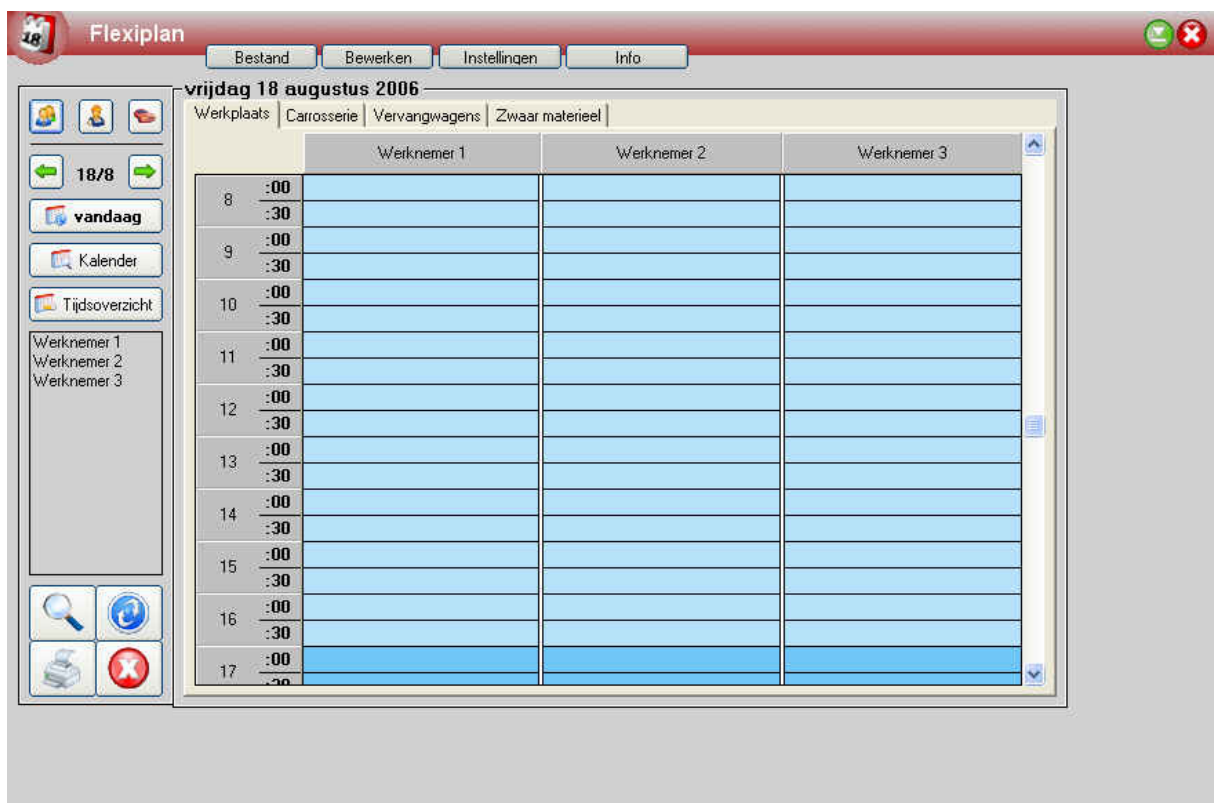 18
Flexiplan
Bestand Bewerken Instellingen Info
vrijdag 18 augustus 2006
Werkplaats Carrosserie Vervangwagens Zwaar materieel
Werknemer 1 Werknemer 2 Werknemer 3
18/8
vandaag
Kalender
Tijdsoverzicht
Werknemer 1
Werknemer 2
Werknemer 3
8 :00
:30
9 :00
:30
10 :00
:30
11 :00
:30
12 :00
:30
13 :00
:30
14 :00
:30
15 :00
:30
16 :00
:30
17 :00
:30